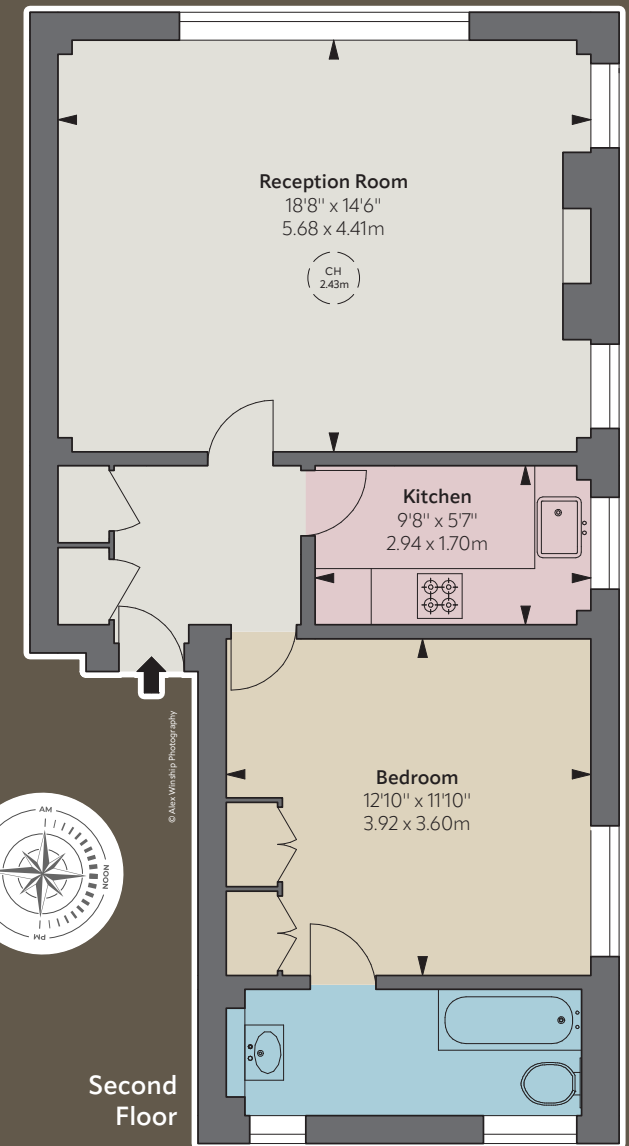 Reception Room
18'8" x 14'6"
5.68 x 4.41m
CH
2.43m
Kitchen
9'8" x 5'7"
2.94 x 1.70m
Bedroom
12'10" x 11'10"
3.92 x 3.60m
© Alex Winship Photography
AM
NOON
PM
Second
Floor